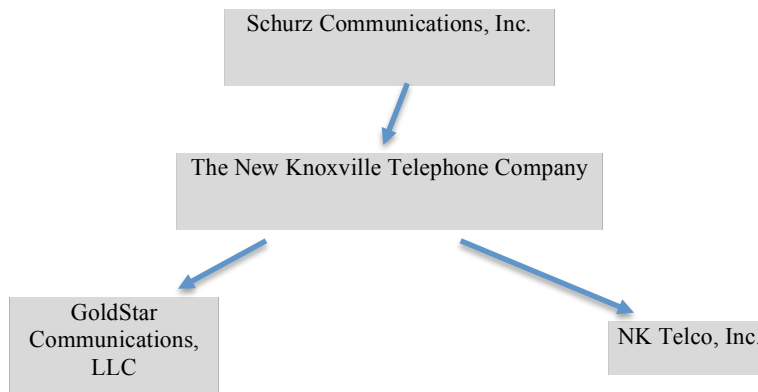 Schurz Communications, Inc.
The New Knoxville Telephone Company
GoldStar
Communications,
LLC
NK Telco, Inc.